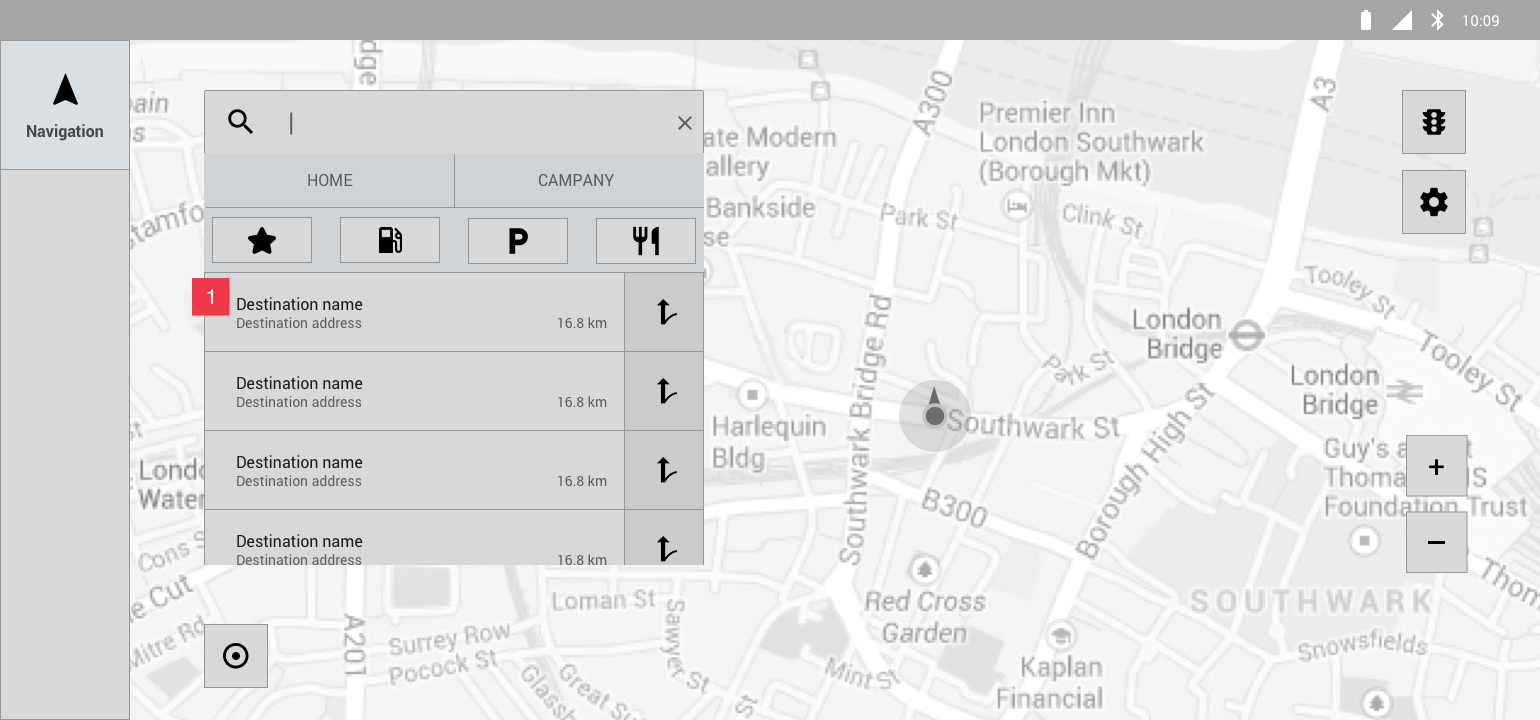 10:09
Navigation
HOME
CAMPANY
P
1
Destination name
Destination address
16.8 km
Destination name
Destination address
16.8 km
Destination name
Destination address
16.8 km
Destination name
Destination address
16.8 km
dge
ain
s
Stamfo
st
Londo
Water
Cons S
e Cut
Mitre Rd
A201
Surrey Row
Pocock St
Loman St
Sawyer St
Glass
Great Su
ate Modern
allery
Bankside
se
A300
Premier Inn
London Southwark
(Borough Mkt)
Park St
Clink St
A3
Tooley St
Tooley St
London
Bridge
London
Bridge
Park St
Southwark Bridge Rd
Harlequin
Bldg
Southwark St
Borough High St
B300
Guy's a
t
Thoma
IS
Foundation Trust
Thom
SOUTHWARK
Snowsfields
Red Cross
Garden
Mint St
St
Kaplan
Financial